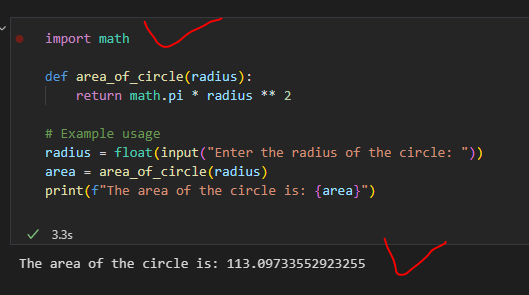 import math
def area_of_circle(radius):
    return math.pi * radius ** 2
# Example usage
radius = float(input("Enter the radius of the circle: "))
area = area_of_circle(radius)
print(f"The area of the circle is: {area}")
3.3s
The area of the circle is: 113.09733552923255